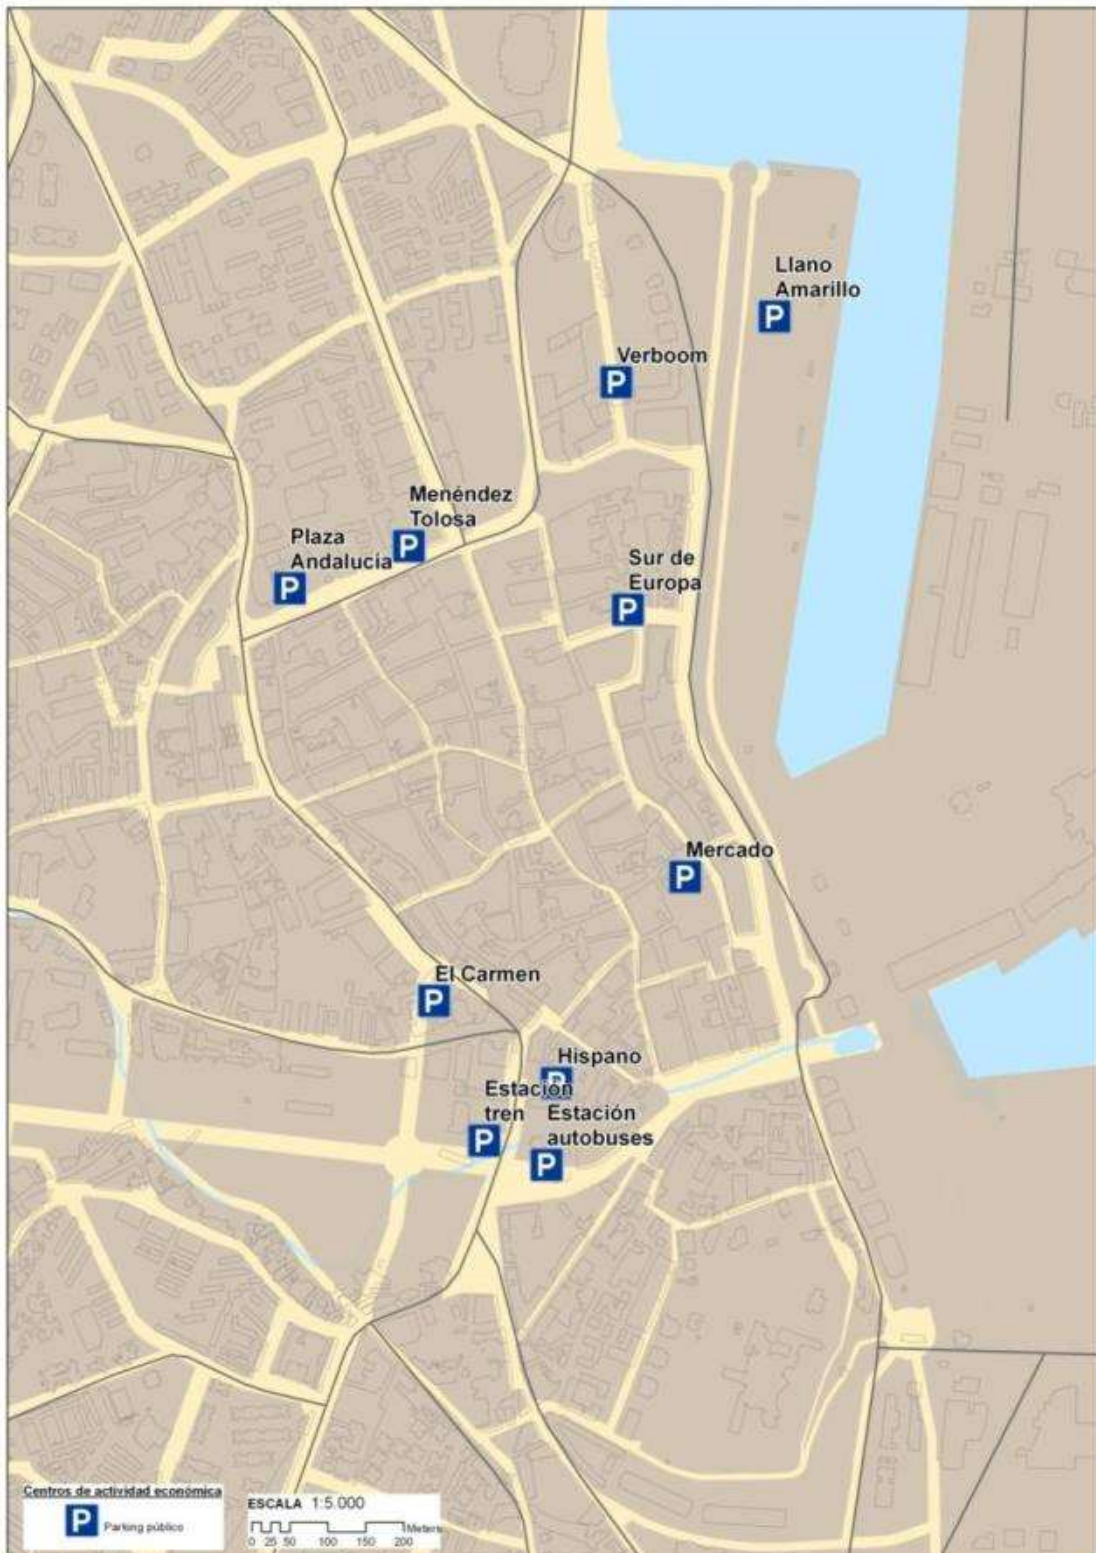 Llano
Amarillo
P
Verboom
P
Menéndez
Tolosa
P
Plaza
Andalucía
P
Sur de
Europa
P
Mercado
P
El Carmen
P
Hispano
P
Estación
tren
P
Estación
autobuses
P
Centros de actividad económica
P Parking público
ESCALA 1:5.000
0 25 50 100 150 200 Meters